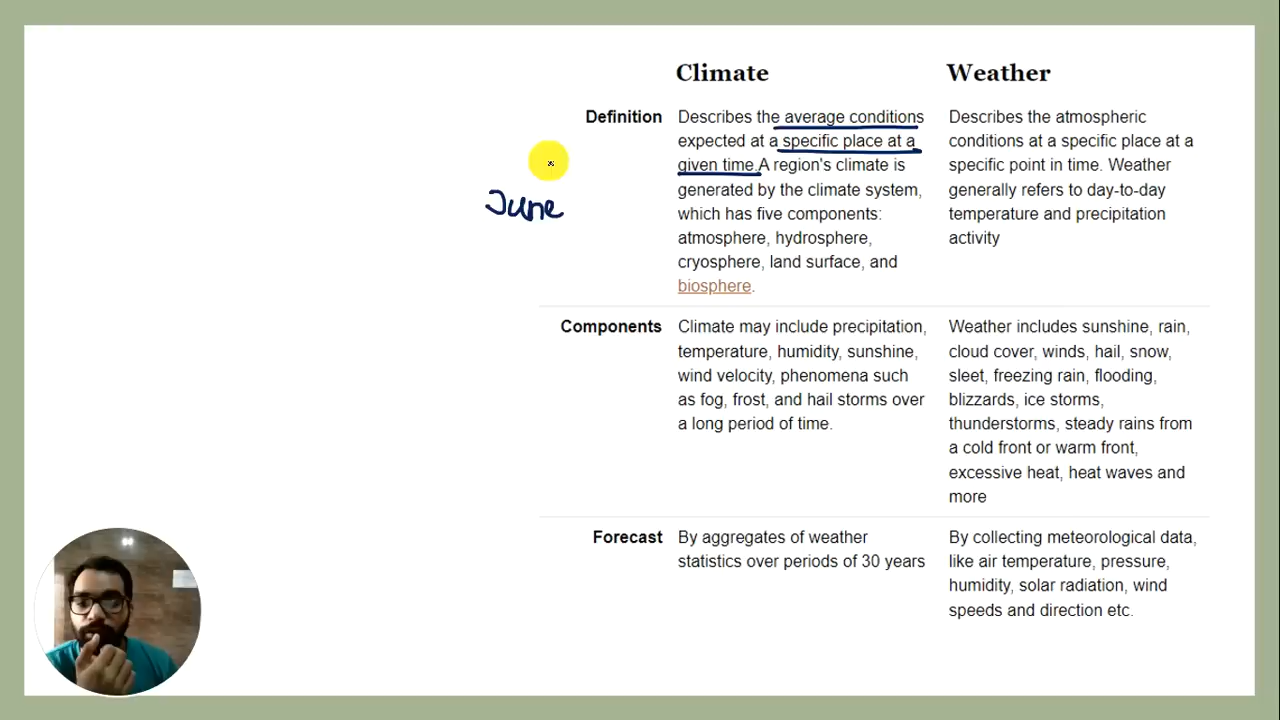 Climate
Weather
Definition
Describes the average conditions
expected at a specific place at a
given time.A region's climate is
generated by the climate system,
which has five components:
atmosphere, hydrosphere,
cryosphere, land surface, and
biosphere.
Describes the atmospheric
conditions at a specific place at a
specific point in time. Weather
generally refers to day-to-day
temperature and precipitation
activity
June
Components
Climate may include precipitation,
temperature, humidity, sunshine,
wind velocity, phenomena such
as fog, frost, and hail storms over
a long period of time.
Weather includes sunshine, rain,
cloud cover, winds, hail, snow,
sleet, freezing rain, flooding,
blizzards, ice storms,
thunderstorms, steady rains from
a cold front or warm front,
excessive heat, heat waves and
more
Forecast
By aggregates of weather
statistics over periods of 30 years
By collecting meteorological data,
like air temperature, pressure,
humidity, solar radiation, wind
speeds and direction etc.